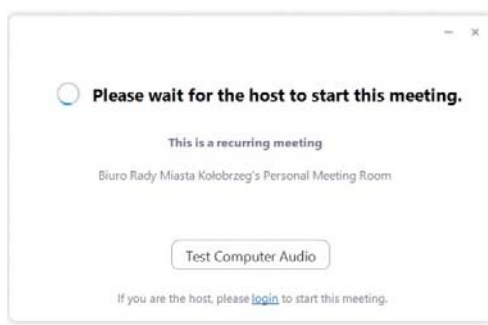 Please wait for the host to start this meeting.
This is a recurring meeting
Biuro Rady Miasta Kołobrzeg's Personal Meeting Room
Test Computer Audio
If you are the host, please login to start this meeting.